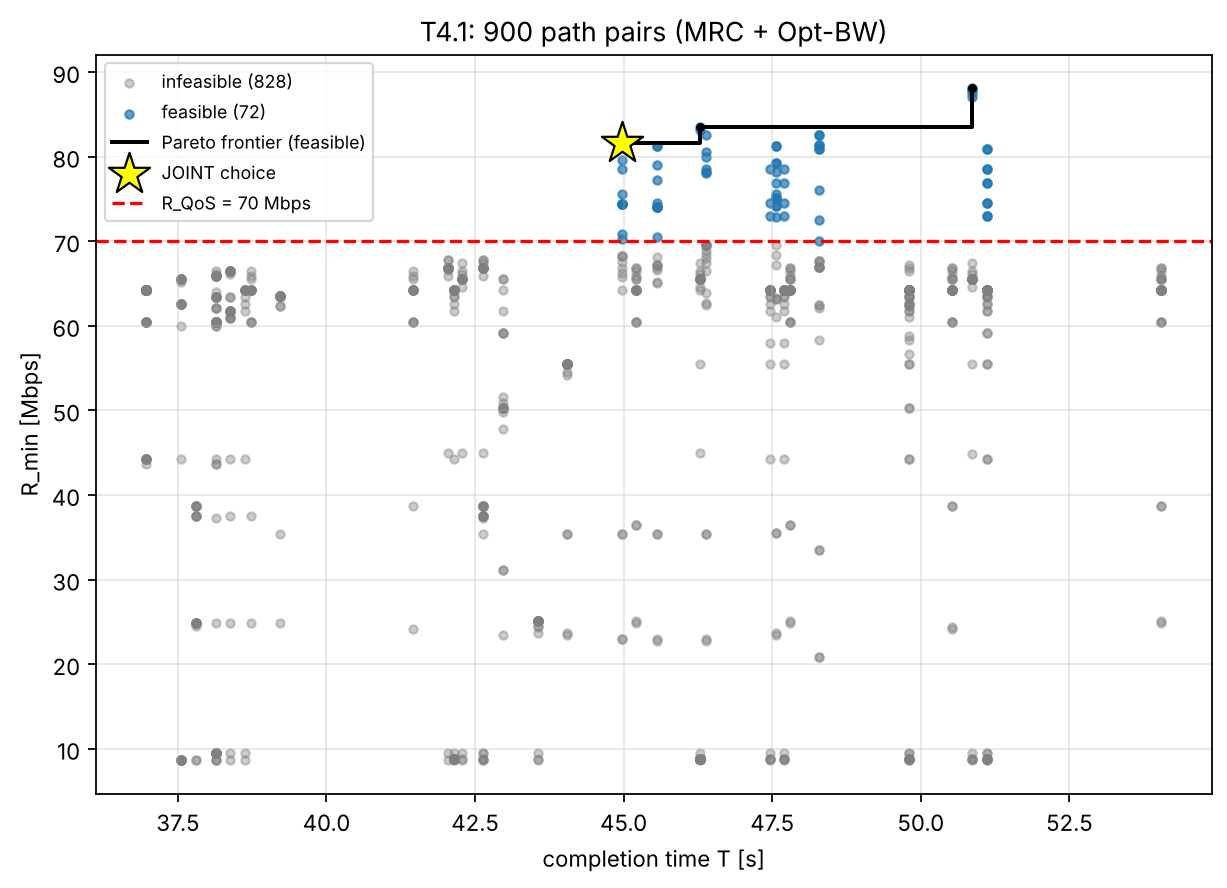 T4.1: 900 path pairs (MRC + Opt-BW)
infeasible (828)
feasible (72)
Pareto frontier (feasible)
JOINT choice
R_QoS = 70 Mbps
R_min [Mbps]
90
80
70
60
50
40
30
20
10
37.5 40.0 42.5 45.0 47.5 50.0 52.5
completion time T [s]